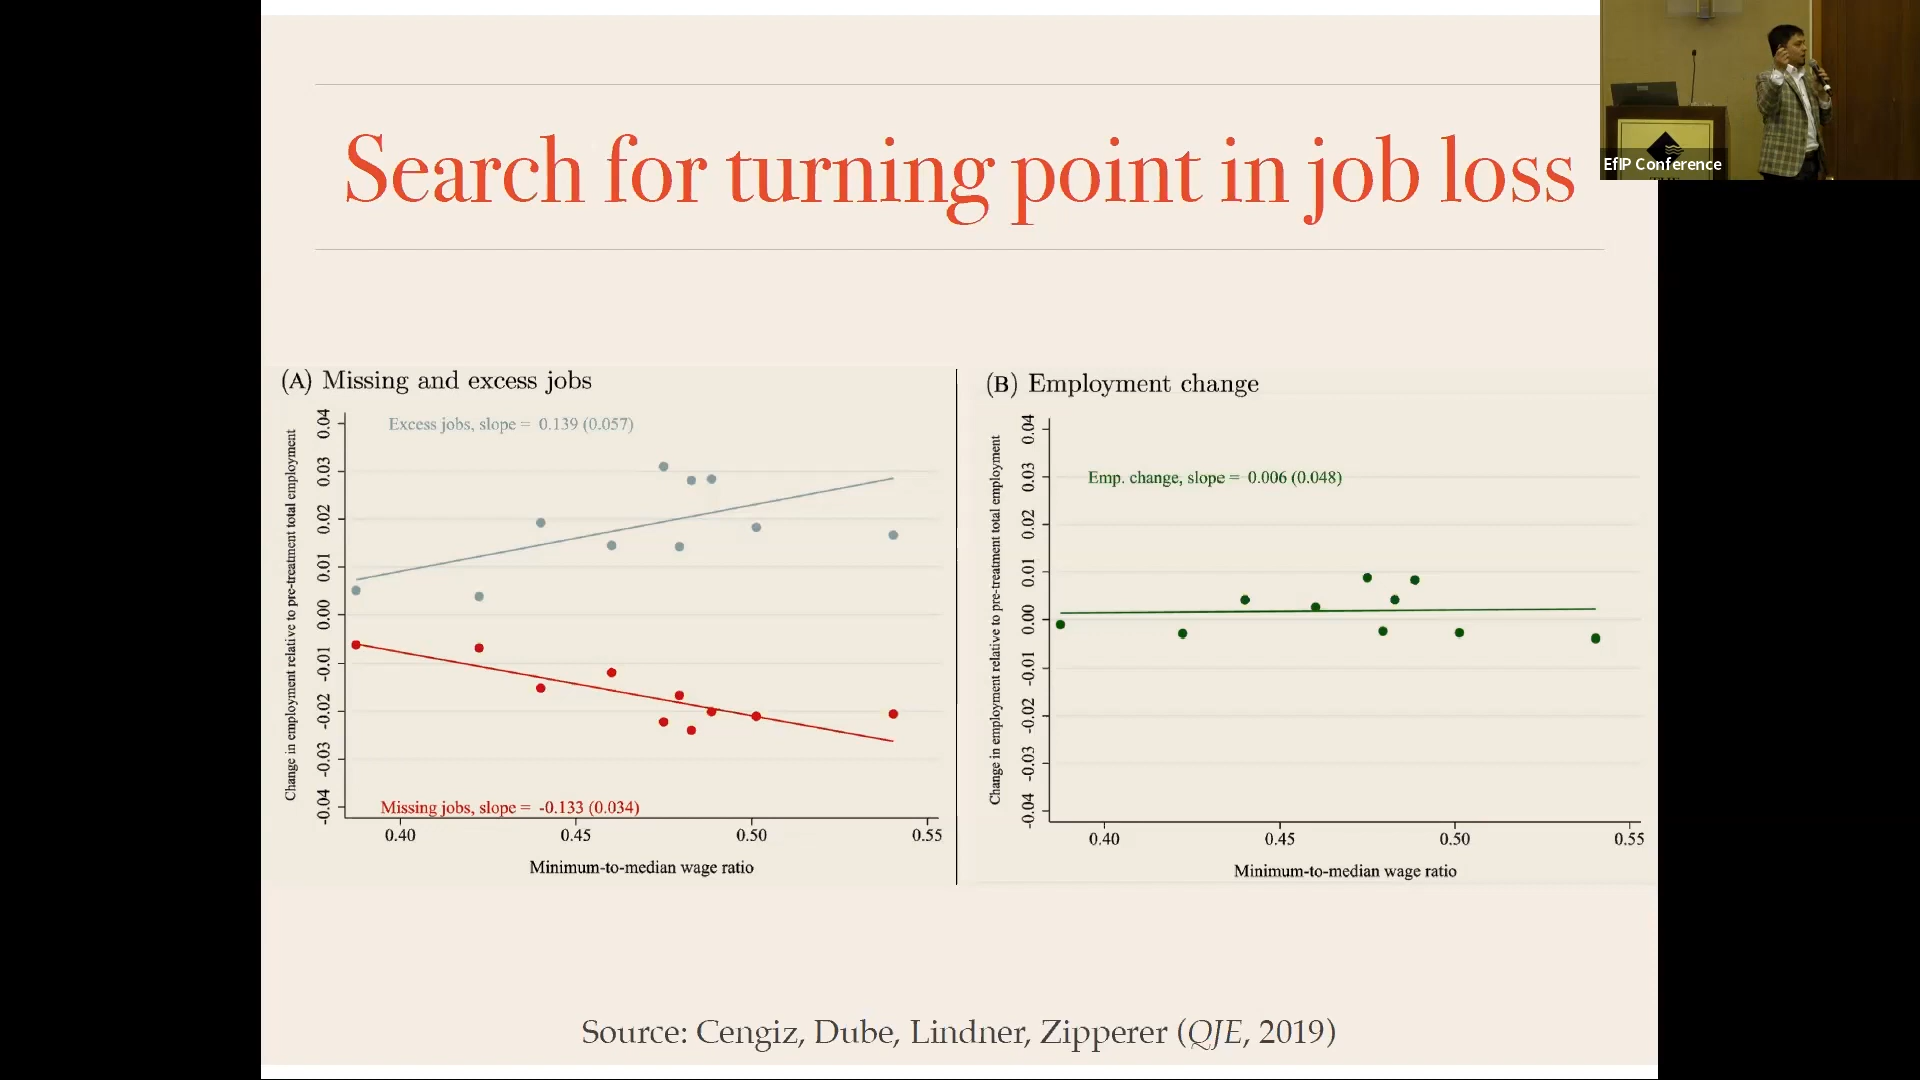 Search for turning point in job loss
EfIP Conference
(A) Missing and excess jobs
Change in employment relative to pre-treatment total employment
0.04
0.03
0.02
0.01
0.00
-0.01
-0.02
-0.03
-0.04
Excess jobs, slope = 0.139 (0.057)
Missing jobs, slope = -0.133 (0.034)
0.40 0.45 0.50 0.55
Minimum-to-median wage ratio
(B) Employment change
Change in employment relative to pre-treatment total employment
0.04
0.03
0.02
0.01
0.00
-0.01
-0.02
-0.03
-0.04
Emp. change, slope = 0.006 (0.048)
0.40 0.45 0.50 0.55
Minimum-to-median wage ratio
Source: Cengiz, Dube, Lindner, Zipperer (QJE, 2019)